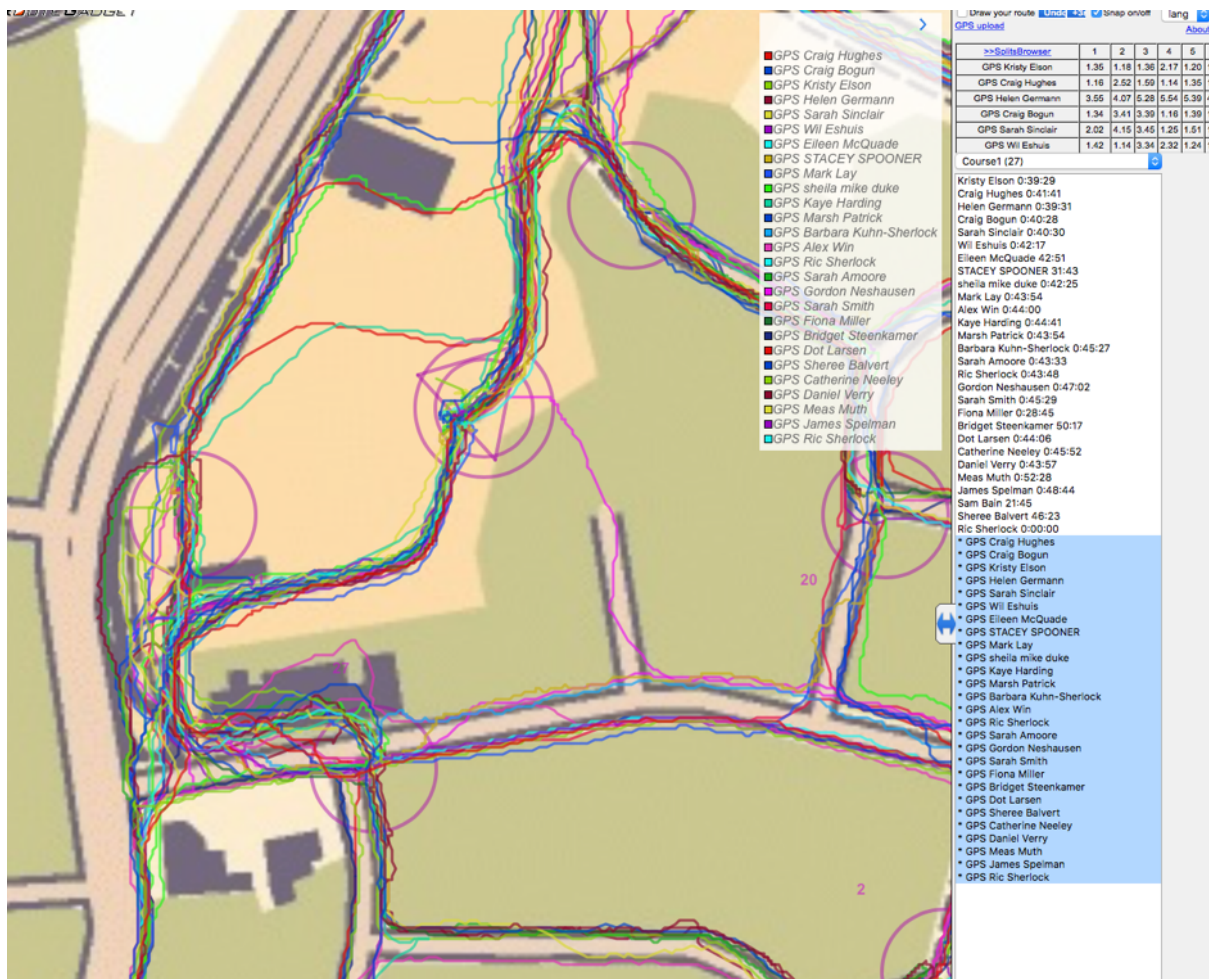 GADGET
GPS Craig Hughes
GPS Craig Bogun
GPS Kristy Elson
GPS Helen Germann
GPS Sarah Sinclair
GPS Wil Eshuis
GPS Eileen McQuade
GPS STACEY SPOONER
GPS Mark Lay
GPS sheila mike duke
GPS Kaye Harding
GPS Marsh Patrick
GPS Barbara Kuhn-Sherlock
GPS Alex Win
GPS Ric Sherlock
GPS Sarah Amoore
GPS Gordon Neshausen
GPS Sarah Smith
GPS Fiona Miller
GPS Bridget Steenkamer
GPS Dot Larsen
GPS Sheree Balvert
GPS Catherine Neeley
GPS Daniel Verry
GPS Meas Muth
GPS James Spelman
GPS Ric Sherlock
20
2
Draw your route Undo Snap on/off lang
GPS upload About
>>SplitsBrowser 1 2 3 4 5
GPS Kristy Elson 1.35 1.18 1.36 2.17 1.20
GPS Craig Hughes 1.16 2.52 1.59 1.14 1.35
GPS Helen Germann 3.55 4.07 5.28 5.54 5.39
GPS Craig Bogun 1.34 3.41 3.39 1.16 1.39
GPS Sarah Sinclair 2.02 4.15 3.45 1.25 1.51
GPS Wil Eshuis 1.42 1.14 3.34 2.32 1.24
Course1 (27)
Kristy Elson 0:39:29
Craig Hughes 0:41:41
Helen Germann 0:39:31
Craig Bogun 0:40:28
Sarah Sinclair 0:40:30
Wil Eshuis 0:42:17
Eileen McQuade 42:51
STACEY SPOONER 31:43
sheila mike duke 0:42:25
Mark Lay 0:43:54
Alex Win 0:44:00
Kaye Harding 0:44:41
Marsh Patrick 0:43:54
Barbara Kuhn-Sherlock 0:45:27
Sarah Amoore 0:43:33
Ric Sherlock 0:43:48
Gordon Neshausen 0:47:02
Sarah Smith 0:45:29
Fiona Miller 0:28:45
Bridget Steenkamer 50:17
Dot Larsen 0:44:06
Catherine Neeley 0:45:52
Daniel Verry 0:43:57
Meas Muth 0:52:28
James Spelman 0:48:44
Sam Bain 21:45
Sheree Balvert 46:23
Ric Sherlock 0:00:00
* GPS Craig Hughes
* GPS Craig Bogun
* GPS Kristy Elson
* GPS Helen Germann
* GPS Sarah Sinclair
* GPS Wil Eshuis
* GPS Eileen McQuade
* GPS STACEY SPOONER
* GPS Mark Lay
* GPS sheila mike duke
* GPS Kaye Harding
* GPS Marsh Patrick
* GPS Barbara Kuhn-Sherlock
* GPS Alex Win
* GPS Ric Sherlock
* GPS Sarah Amoore
* GPS Gordon Neshausen
* GPS Sarah Smith
* GPS Fiona Miller
* GPS Bridget Steenkamer
* GPS Dot Larsen
* GPS Sheree Balvert
* GPS Catherine Neeley
* GPS Daniel Verry
* GPS Meas Muth
* GPS James Spelman
* GPS Ric Sherlock